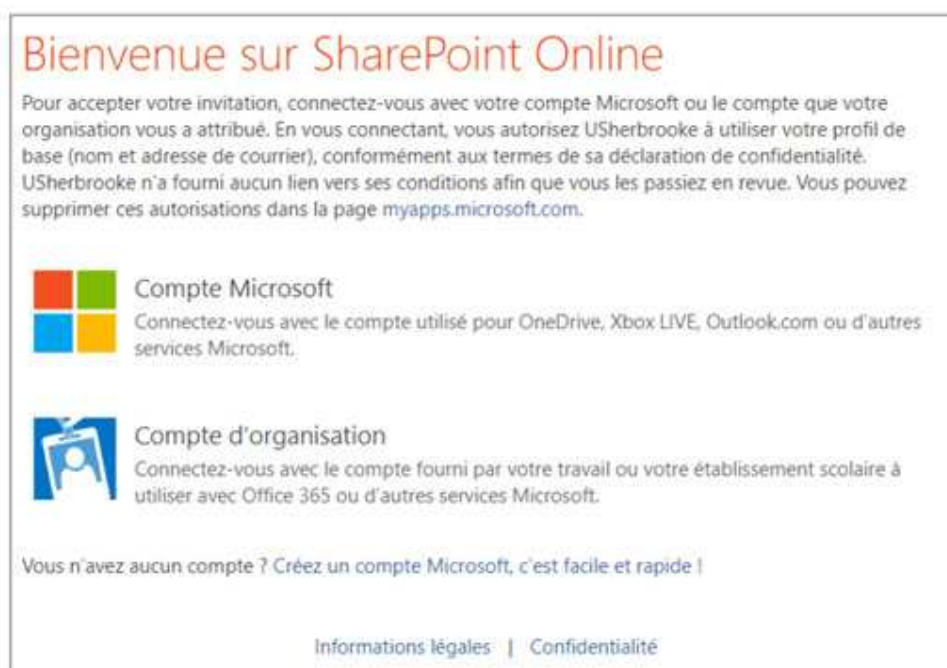 Bienvenue sur SharePoint Online
Pour accepter votre invitation, connectez-vous avec votre compte Microsoft ou le compte que votre
organisation vous a attribué. En vous connectant, vous autorisez USherbrooke à utiliser votre profil de
base (nom et adresse de courrier), conformément aux termes de sa déclaration de confidentialité.
USherbrooke n'a fourni aucun lien vers ses conditions afin que vous les passiez en revue. Vous pouvez
supprimer ces autorisations dans la page myapps.microsoft.com.
Compte Microsoft
Connectez-vous avec le compte utilisé pour OneDrive, Xbox LIVE, Outlook.com ou d'autres
services Microsoft.
Compte d'organisation
Connectez-vous avec le compte fourni par votre travail ou votre établissement scolaire à
utiliser avec Office 365 ou d'autres services Microsoft.
Vous n'avez aucun compte ? Créez un compte Microsoft, c'est facile et rapide !
Informations légales | Confidentialité